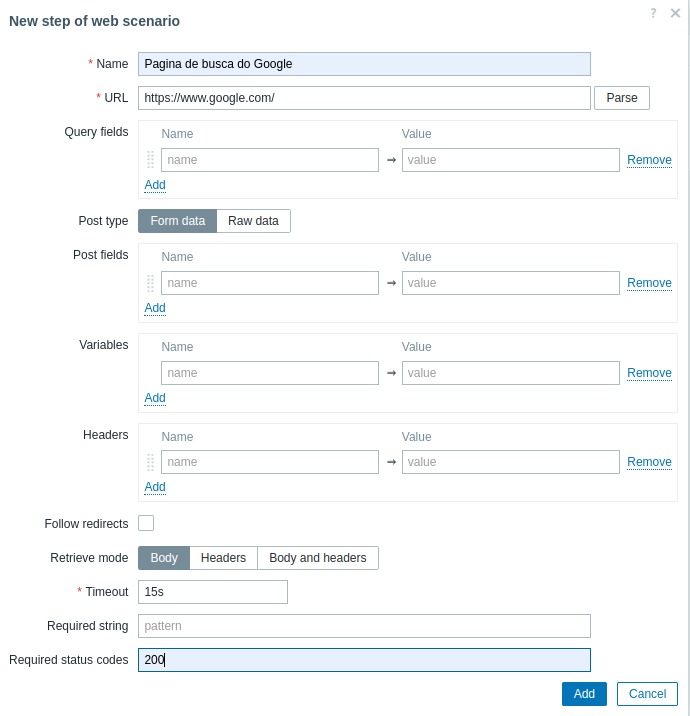 New step of web scenario ? ×
* Name Pagina de busca do Google
* URL https://www.google.com/ Parse
Query fields Name Value
name → value Remove
Add
Post type Form data Raw data
Post fields Name Value
name → value Remove
Add
Variables Name Value
name → value Remove
Add
Headers Name Value
name → value Remove
Add
Follow redirects
Retrieve mode Body Headers Body and headers
* Timeout 15s
Required string pattern
Required status codes 200
Add Cancel